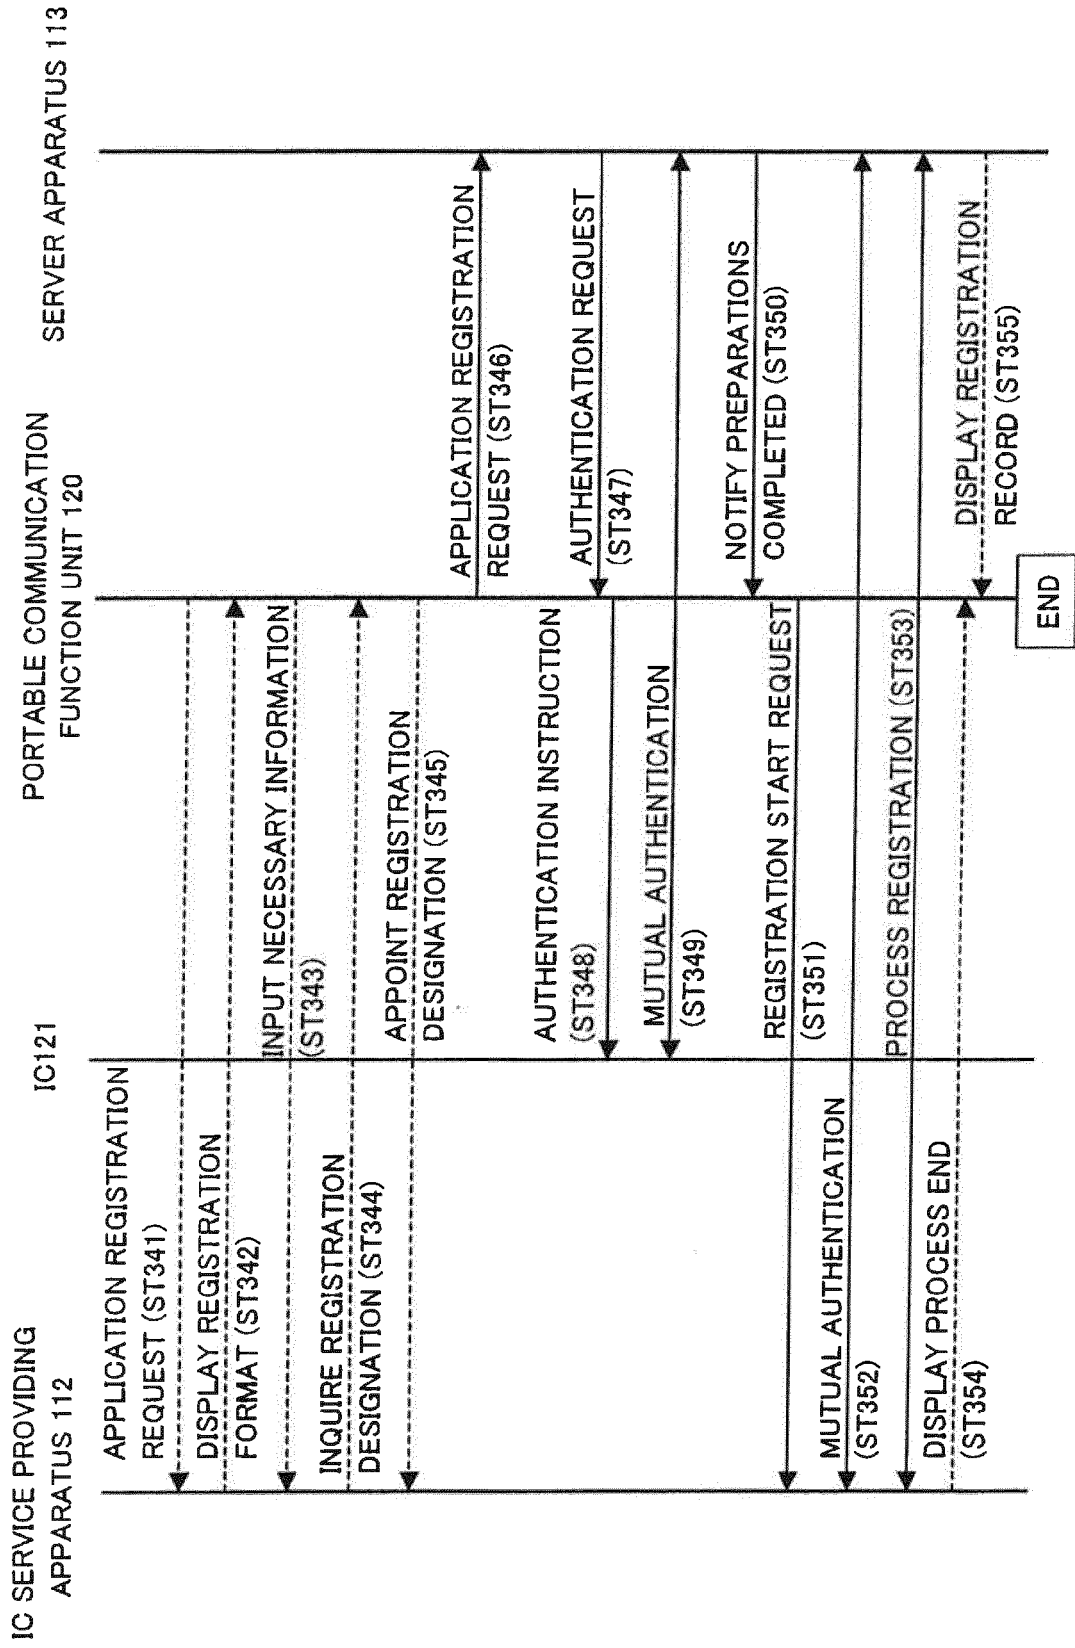 IC SERVICE PROVIDING
APPARATUS 112
IC121
PORTABLE COMMUNICATION
FUNCTION UNIT 120
SERVER APPARATUS 113
APPLICATION REGISTRATION
REQUEST (ST341)
DISPLAY REGISTRATION
FORMAT (ST342)
INPUT NECESSARY INFORMATION
(ST343)
INQUIRE REGISTRATION
DESIGNATION (ST344)
APPOINT REGISTRATION
DESIGNATION (ST345)
APPLICATION REGISTRATION
REQUEST (ST346)
AUTHENTICATION REQUEST
(ST347)
AUTHENTICATION INSTRUCTION
(ST348)
MUTUAL AUTHENTICATION
(ST349)
NOTIFY PREPARATIONS
COMPLETED (ST350)
REGISTRATION START REQUEST
(ST351)
MUTUAL AUTHENTICATION
(ST352)
PROCESS REGISTRATION (ST353)
DISPLAY PROCESS END
(ST354)
DISPLAY REGISTRATION
RECORD (ST355)
END